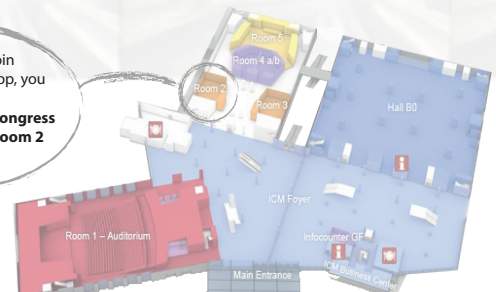 oin
op, you
ongress
oom 2
Room 5
Room 4 a/b
Room 2
Room 3
Hall B0
ICM Foyer
Room 1 – Auditorium
Infocounter GF
ICM Business Center
Main Entrance